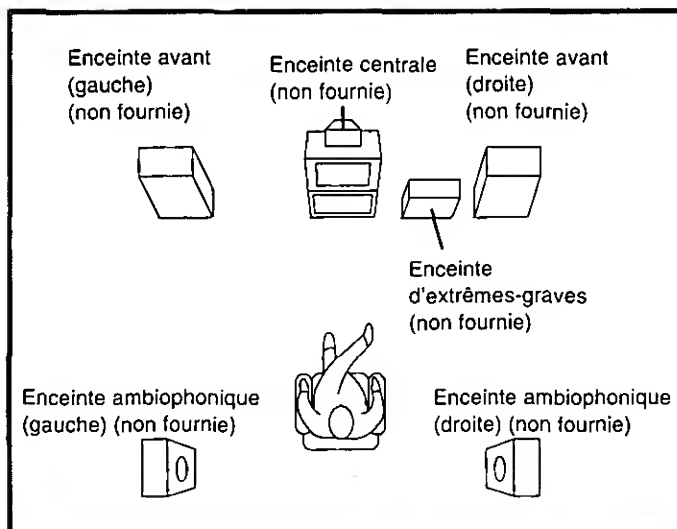 Enceinte avant
(gauche)
(non fournie)
Enceinte centrale
(non fournie)
Enceinte avant
(droite)
(non fournie)
Enceinte
d'extrêmes-graves
(non fournie)
Enceinte ambiophonique
(gauche) (non fournie)
Enceinte ambiophonique
(droite) (non fournie)